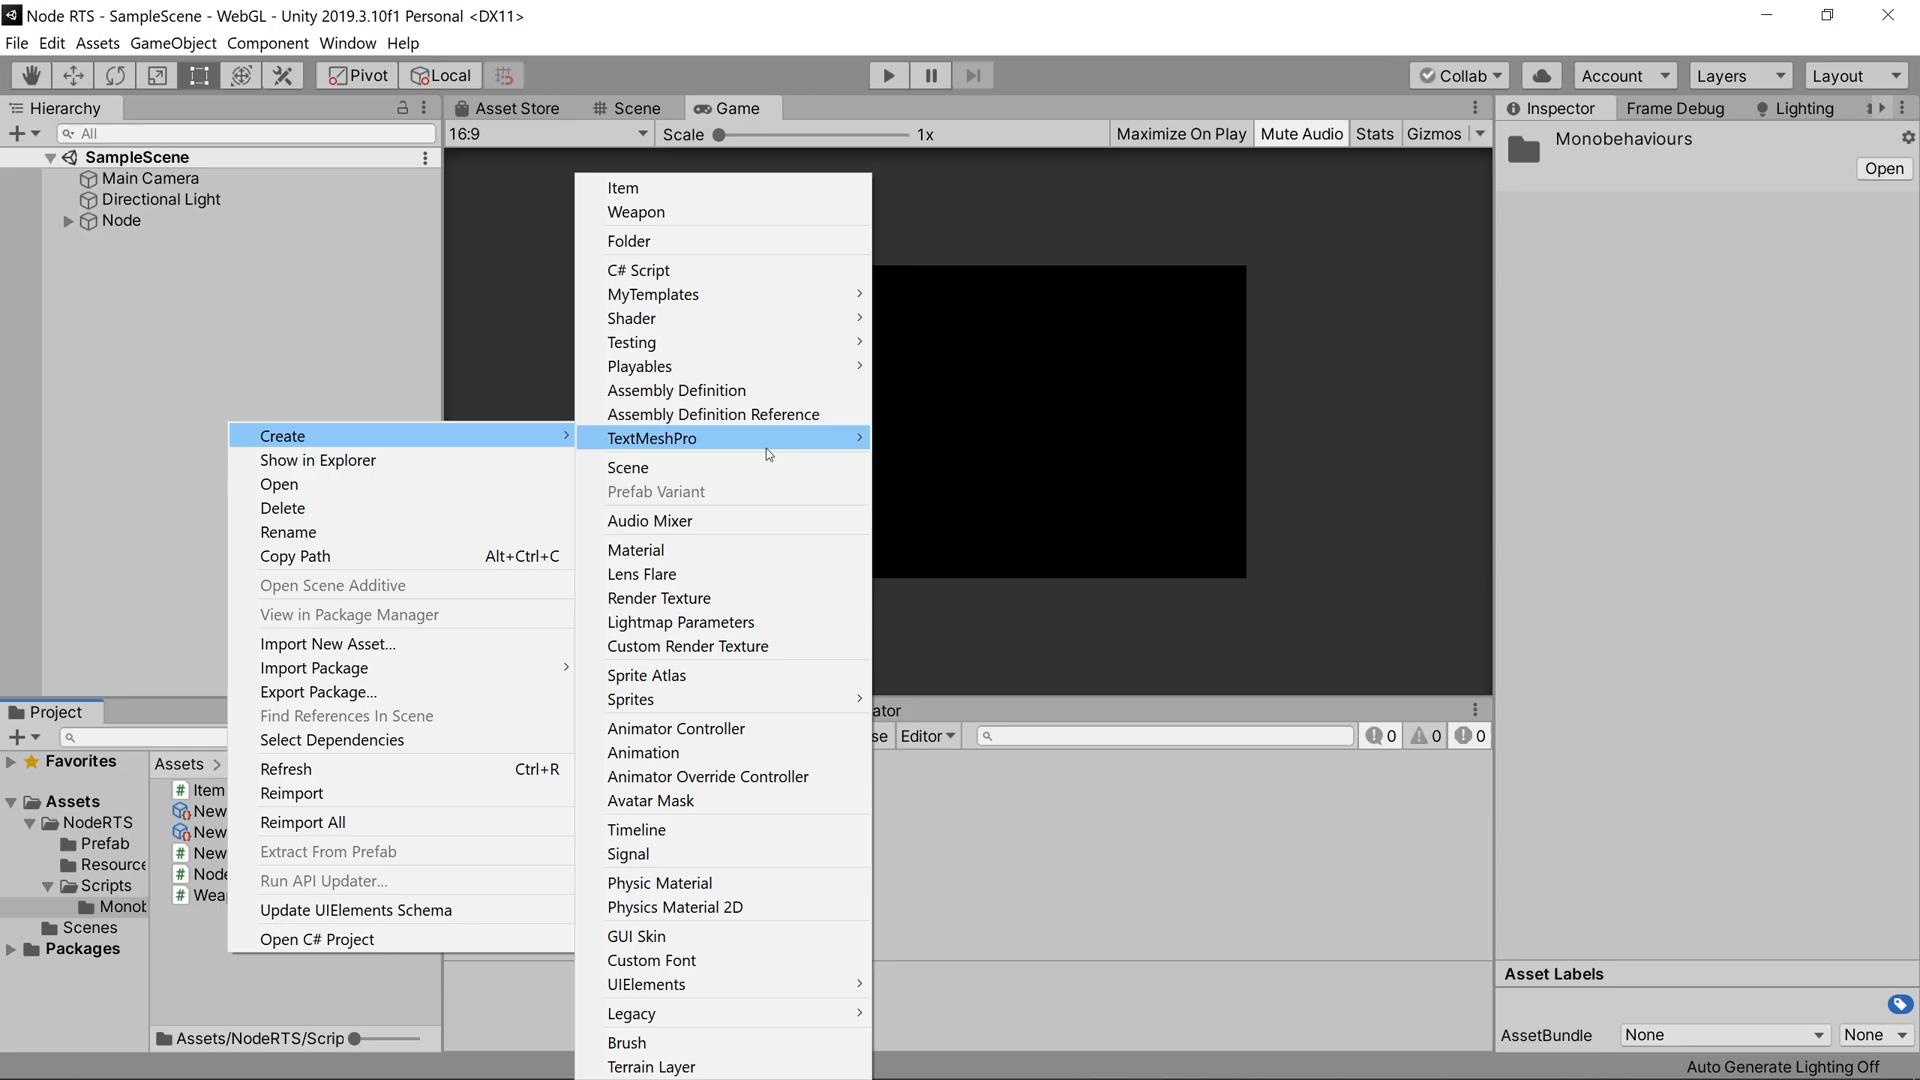 Node RTS - SampleScene - WebGL - Unity 2019.3.10f1 Personal <DX11>
File Edit Assets GameObject Component Window Help
Pivot Local Collab Account Layers Layout
Hierarchy
All
SampleScene
Main Camera
Directional Light
Node
Asset Store Scene Game
16:9 Scale 1x Maximize On Play Mute Audio Stats Gizmos
Inspector Frame Debug Lighting
Monobehaviours
Open
Item
Weapon
Folder
C# Script
MyTemplates
Shader
Testing
Playables
Assembly Definition
Assembly Definition Reference
TextMeshPro
Scene
Prefab Variant
Audio Mixer
Material
Lens Flare
Render Texture
Lightmap Parameters
Custom Render Texture
Sprite Atlas
Sprites
Animator Controller
Animation
Animator Override Controller
Avatar Mask
Timeline
Signal
Physic Material
Physics Material 2D
GUI Skin
Custom Font
UIElements
Legacy
Brush
Terrain Layer
Create
Show in Explorer
Open
Delete
Rename
Copy Path Alt+Ctrl+C
Open Scene Additive
View in Package Manager
Import New Asset...
Import Package
Export Package...
Find References In Scene
Select Dependencies
Refresh Ctrl+R
Reimport
Reimport All
Extract From Prefab
Run API Updater...
Update UIElements Schema
Open C# Project
Project
Favorites
Assets
NodeRTS
Prefab
Resource
Scripts
Monob
Scenes
Packages
Assets >
Item
New
New
New
Node
Wea
Assets/NodeRTS/Scrip
ator
se Editor 0 0 0
Asset Labels
AssetBundle None None
Auto Generate Lighting Off